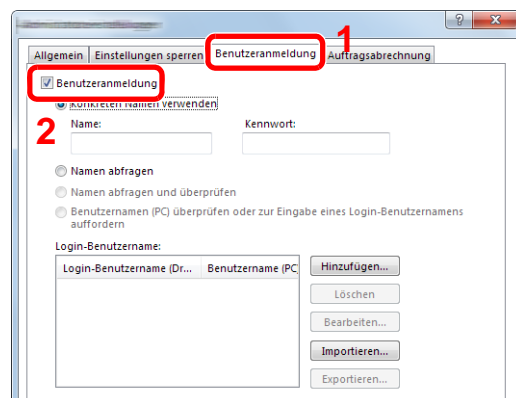 ? x
Allgemein Einstellungen sperren Benutzeranmeldung Auftragsabrechnung
1
Benutzeranmeldung
Konkreten Namen verwenden
2
Name: Kennwort:
Namen abfragen
Namen abfragen und überprüfen
Benutzernamen (PC) überprüfen oder zur Eingabe eines Login-Benutzernamens
auffordern
Login-Benutzername:
Login-Benutzername (Dr... Benutzername (PC)
Hinzufügen...
Löschen
Bearbeiten...
Importieren...
Exportieren...